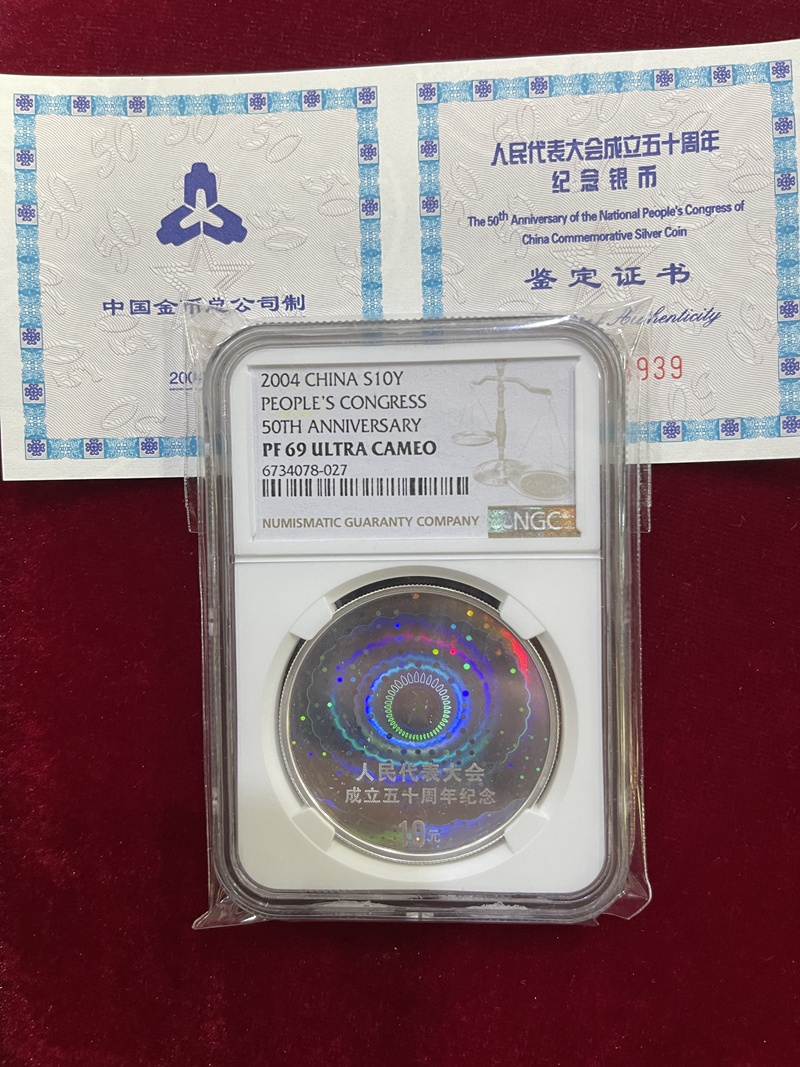 中国金币总公司制
人民代表大会成立五十周年
纪念银币
The 50th Anniversary of the National People's Congress of
China Commemorative Silver Coin
鉴定证书
Authenticity
939
2004 CHINA S10Y
PEOPLE'S CONGRESS
50TH ANNIVERSARY
PF 69 ULTRA CAMEO
6734078-027
NUMISMATIC GUARANTY COMPANY
NGC
人民代表大会
成立五十周年纪念
10元